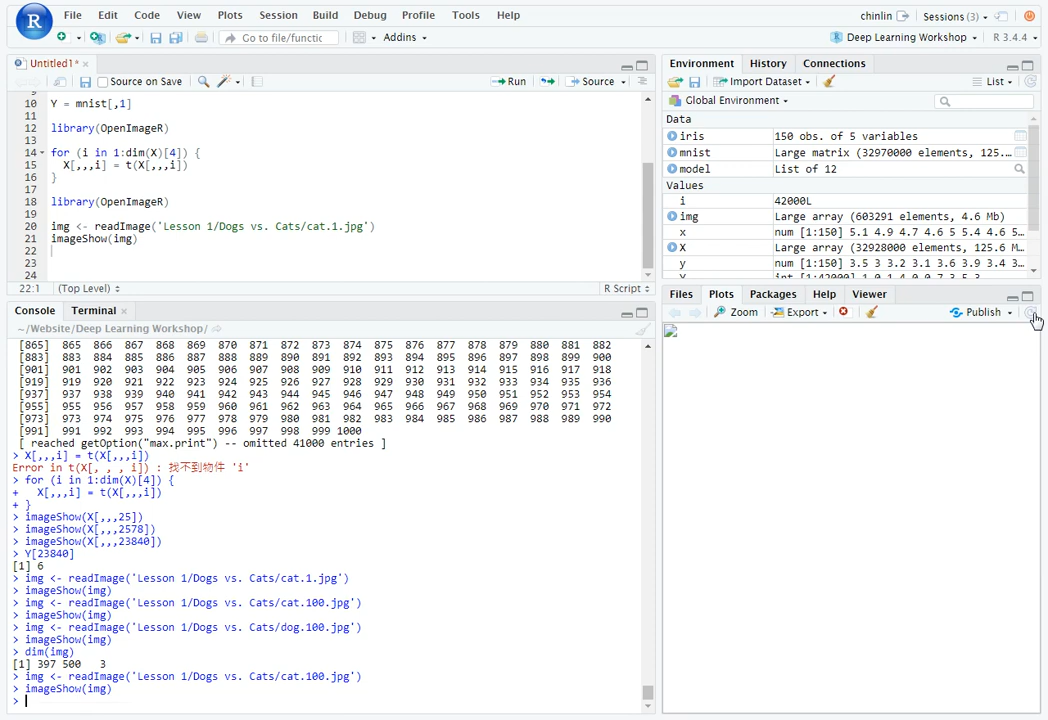 R File Edit Code View Plots Session Build Debug Profile Tools Help chinlin Sessions (3)
Go to file/functic Addins Deep Learning Workshop R 3.4.4
Untitled1* ×
Source on Save Run Source
9
10 Y = mnist[,1]
11
12 library(OpenImageR)
13
14 for (i in 1:dim(X)[4]) {
15 X[,,,i] = t(X[,,,i])
16 }
17
18 library(OpenImageR)
19
20 img <- readImage('Lesson 1/Dogs vs. Cats/cat.1.jpg')
21 imageShow(img)
22
23
24
22:1 (Top Level) R Script
Console Terminal ×
~/Website/Deep Learning Workshop/
[865] 865 866 867 868 869 870 871 872 873 874 875 876 877 878 879 880 881 882
[883] 883 884 885 886 887 888 889 890 891 892 893 894 895 896 897 898 899 900
[901] 901 902 903 904 905 906 907 908 909 910 911 912 913 914 915 916 917 918
[919] 919 920 921 922 923 924 925 926 927 928 929 930 931 932 933 934 935 936
[937] 937 938 939 940 941 942 943 944 945 946 947 948 949 950 951 952 953 954
[955] 955 956 957 958 959 960 961 962 963 964 965 966 967 968 969 970 971 972
[973] 973 974 975 976 977 978 979 980 981 982 983 984 985 986 987 988 989 990
[991] 991 992 993 994 995 996 997 998 999 1000
[ reached getOption("max.print") -- omitted 41000 entries ]
> X[,,,i] = t(X[,,,i])
Error in t(X[, , , i]) : 找不到物件 'i'
> for (i in 1:dim(X)[4]) {
+ X[,,,i] = t(X[,,,i])
+ }
> imageShow(X[,,,25])
> imageShow(X[,,,2578])
> imageShow(X[,,,23840])
> Y[23840]
[1] 6
> img <- readImage('Lesson 1/Dogs vs. Cats/cat.1.jpg')
> imageShow(img)
> img <- readImage('Lesson 1/Dogs vs. Cats/cat.100.jpg')
> imageShow(img)
> img <- readImage('Lesson 1/Dogs vs. Cats/dog.100.jpg')
> imageShow(img)
> dim(img)
[1] 397 500 3
> img <- readImage('Lesson 1/Dogs vs. Cats/cat.100.jpg')
> imageShow(img)
>
Environment History Connections
Import Dataset List
Global Environment
Data
iris 150 obs. of 5 variables
mnist Large matrix (32970000 elements, 125....
model List of 12
Values
i 42000L
img Large array (603291 elements, 4.6 Mb)
x num [1:150] 5.1 4.9 4.7 4.6 5 5.4 4.6 5...
X Large array (32928000 elements, 125.6 M...
y num [1:150] 3.5 3 3.2 3.1 3.6 3.9 3.4 3...
Y int [1:42000] 1 0 1 4 0 0 7 3 5 3
Files Plots Packages Help Viewer
Zoom Export Publish